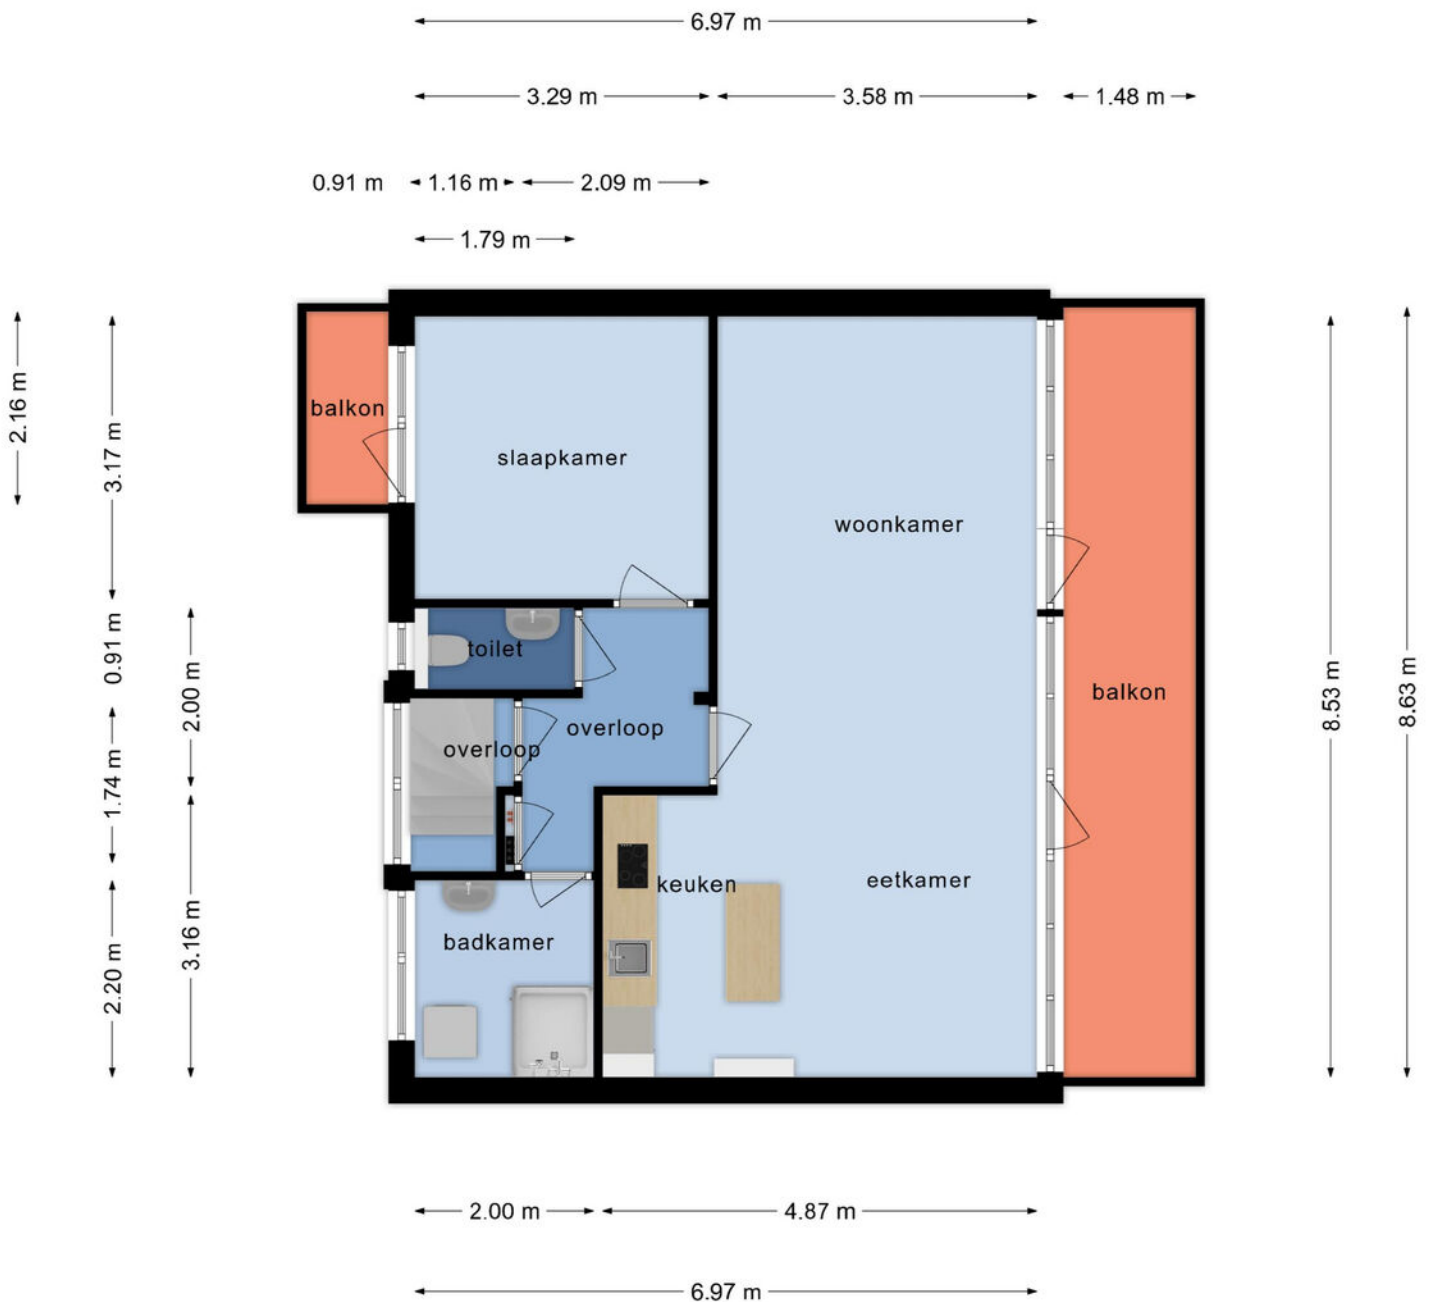 6.97 m
3.29 m
3.58 m
1.48 m
0.91 m
1.16 m
2.09 m
1.79 m
2.16 m
3.17 m
0.91 m
2.00 m
1.74 m
3.16 m
2.20 m
8.53 m
8.63 m
balkon
slaapkamer
woonkamer
toilet
balkon
overloop
overloop
keuken
eetkamer
badkamer
2.00 m
4.87 m
6.97 m